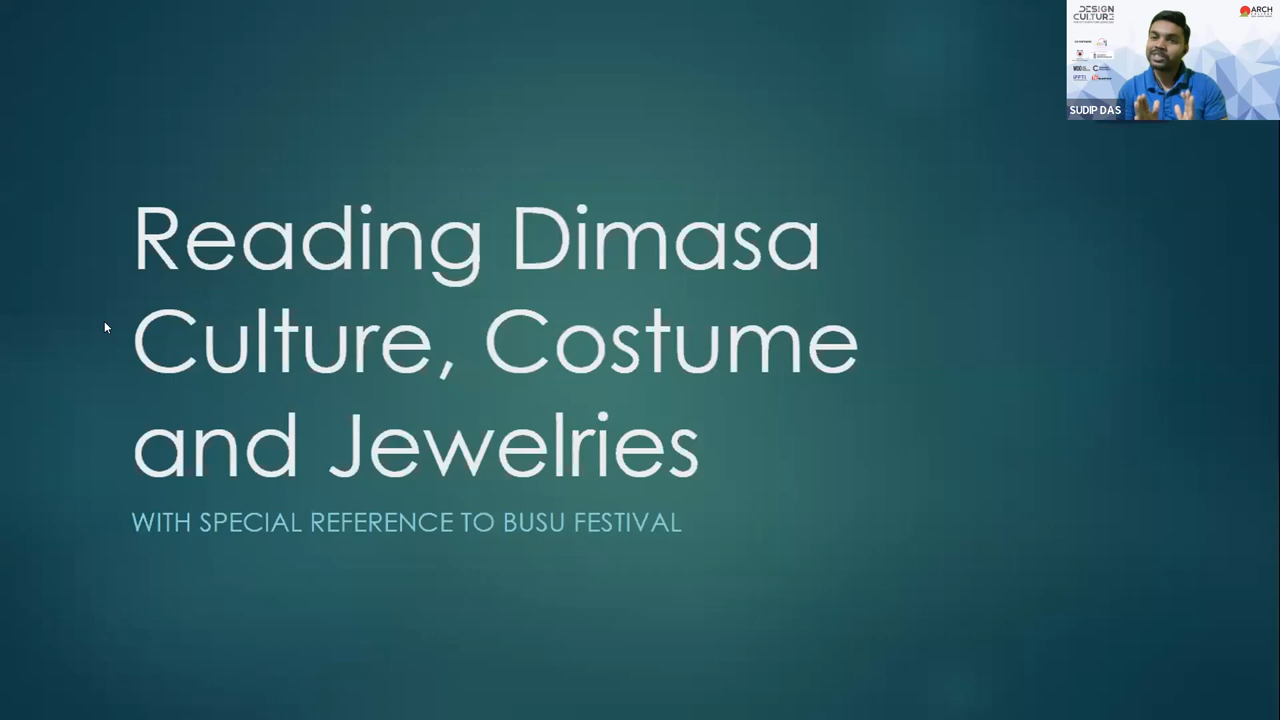 Reading Dimasa
Culture, Costume
and Jewelries
WITH SPECIAL REFERENCE TO BUSU FESTIVAL
DESIGN
CULTURE
ARCH
SUDIP DAS